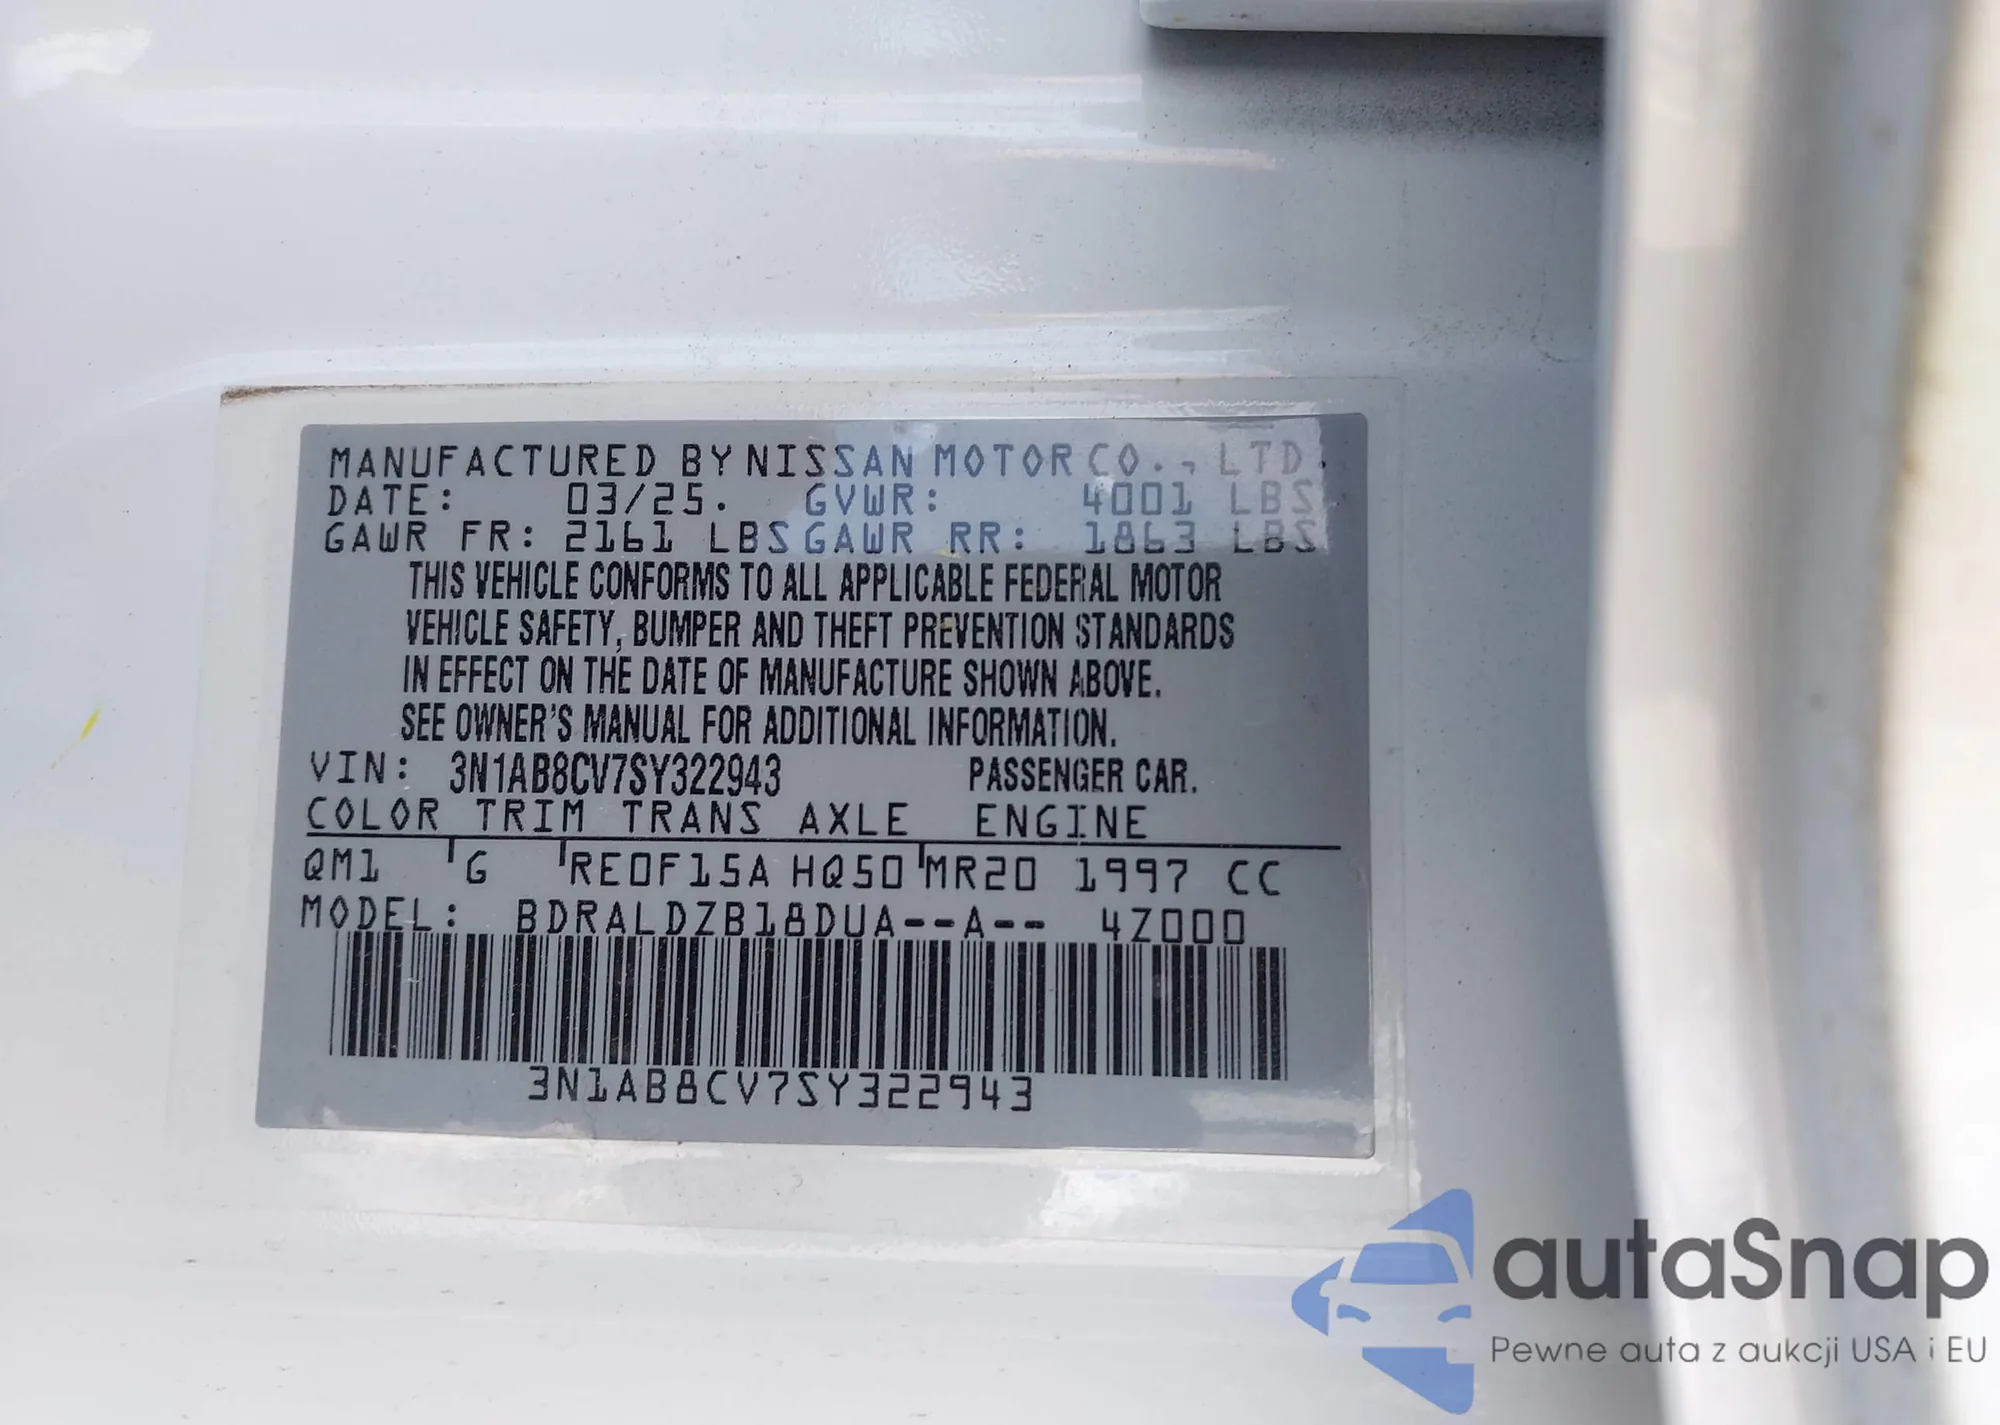 MANUFACTURED BY NISSAN MOTOR CO., LTD.
DATE: 03/25. GVWR: 4001 LBS
GAWR FR: 2161 LBS GAWR RR: 1863 LBS
THIS VEHICLE CONFORMS TO ALL APPLICABLE FEDERAL MOTOR
VEHICLE SAFETY, BUMPER AND THEFT PREVENTION STANDARDS
IN EFFECT ON THE DATE OF MANUFACTURE SHOWN ABOVE.
SEE OWNER'S MANUAL FOR ADDITIONAL INFORMATION.
VIN: 3N1AB8CV7SY322943 PASSENGER CAR.
COLOR TRIM TRANS AXLE ENGINE
QM1 G RE0F15A HQ50 MR20 1997 CC
MODEL: BDRALDZB18DUA--A-- 4Z000
3N1AB8CV7SY322943
autaSnap
Pewne auta z aukcji USA i EU